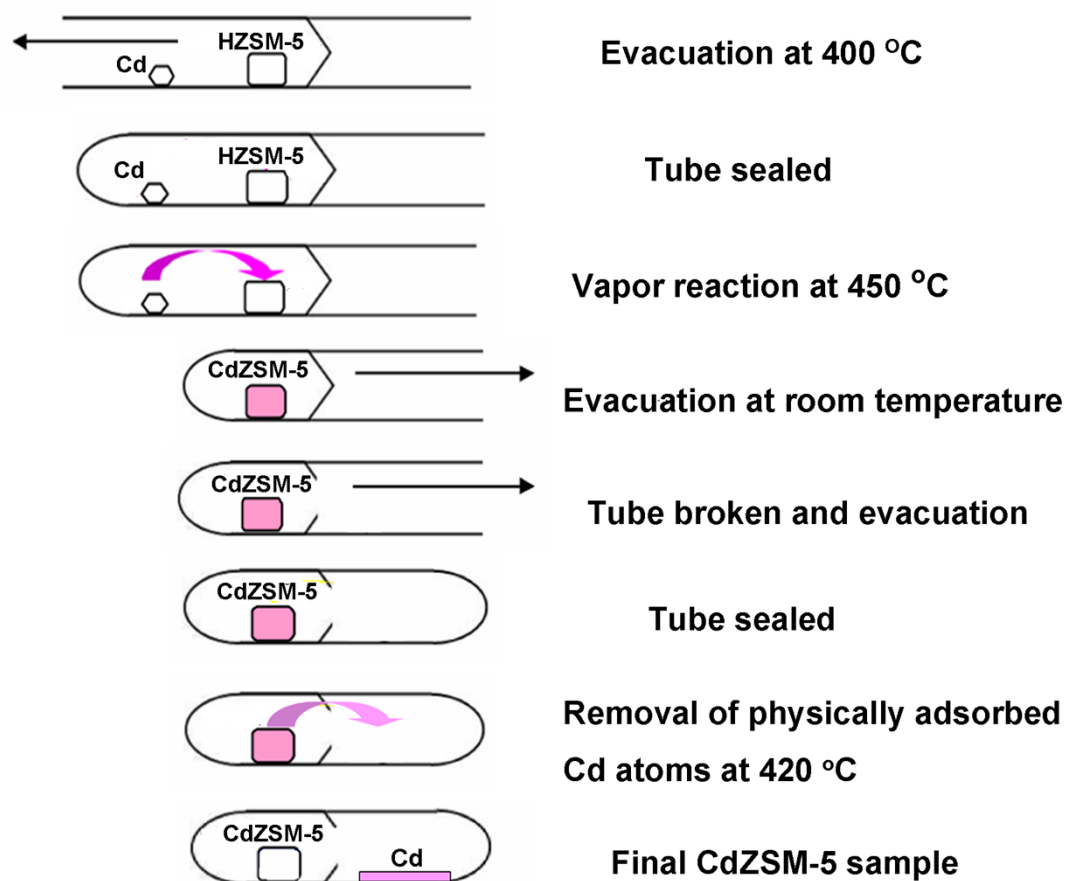 HZSM-5
Cd
Evacuation at 400 °C
HZSM-5
Cd
Tube sealed
Vapor reaction at 450 °C
CdZSM-5
Evacuation at room temperature
CdZSM-5
Tube broken and evacuation
CdZSM-5
Tube sealed
Removal of physically adsorbed
Cd atoms at 420 °C
CdZSM-5
Cd
Final CdZSM-5 sample